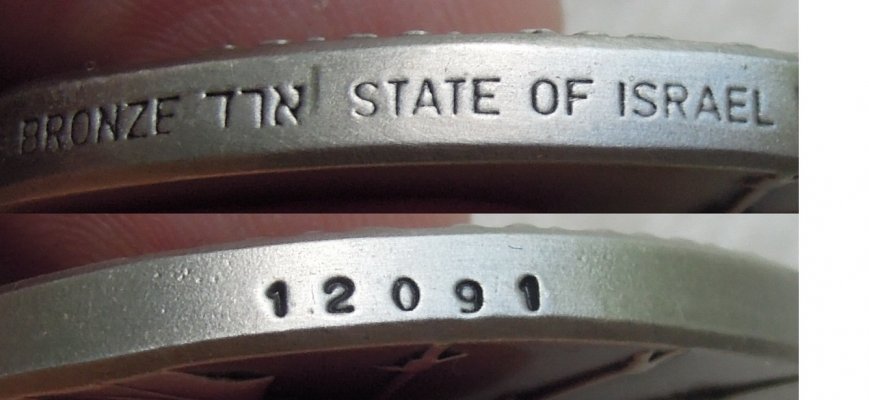 BRONZE ארד STATE OF ISRAEL
12091